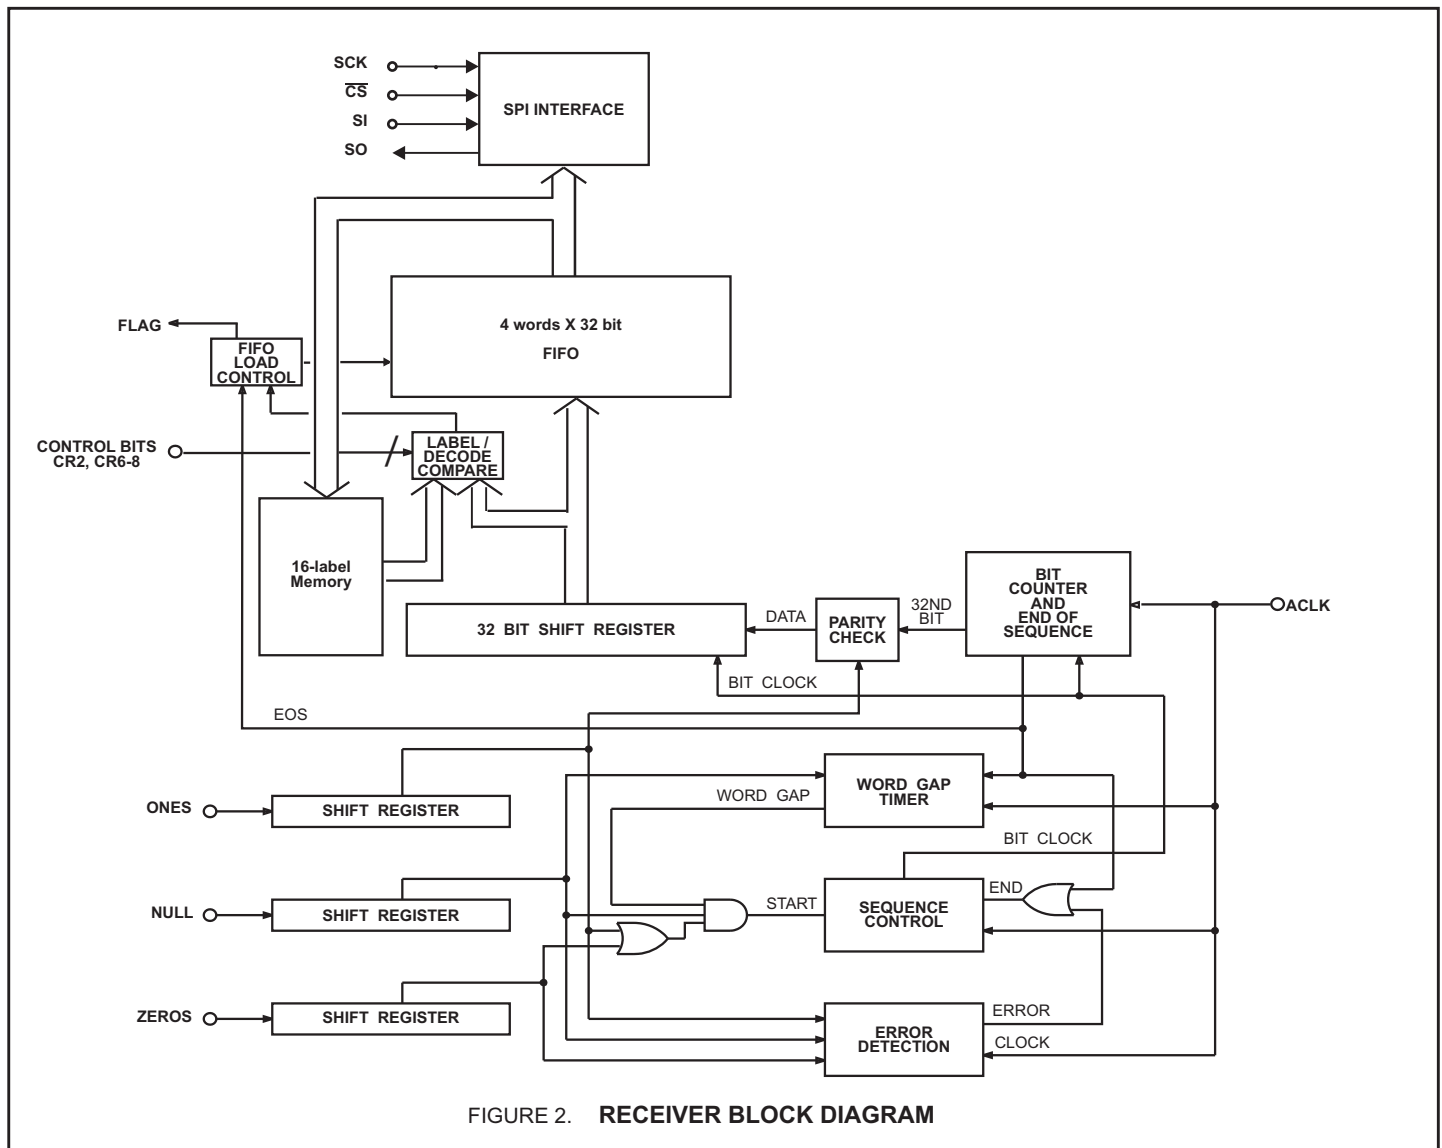 SCK
CS
SI
SO
SPI INTERFACE
4 words X 32 bit
FIFO
FLAG
FIFO
LOAD
CONTROL
CONTROL BITS
CR2, CR6-8
LABEL /
DECODE
COMPARE
16-label
Memory
32 BIT SHIFT REGISTER
DATA
PARITY
CHECK
32ND
BIT
BIT
COUNTER
AND
END OF
SEQUENCE
ACLK
BIT CLOCK
EOS
ONES
SHIFT REGISTER
WORD GAP
WORD GAP
TIMER
BIT CLOCK
NULL
SHIFT REGISTER
START
SEQUENCE
CONTROL
END
ZEROS
SHIFT REGISTER
ERROR
DETECTION
ERROR
CLOCK
FIGURE 2. RECEIVER BLOCK DIAGRAM